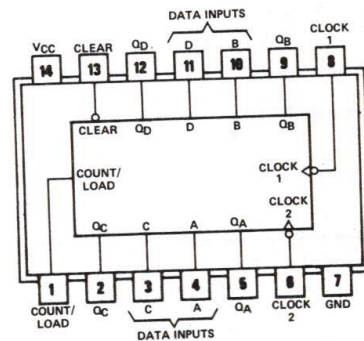 DATA INPUTS
VCC CLEAR QD. D B QB CLOCK 1
14 13 12 11 10 9 8
CLEAR QD D B QB
COUNT/LOAD
CLOCK 1
CLOCK 2
QC C A QA
1 2 3 4 5 6 7
COUNT/LOAD QC C A QA CLOCK 2 GND
DATA INPUTS